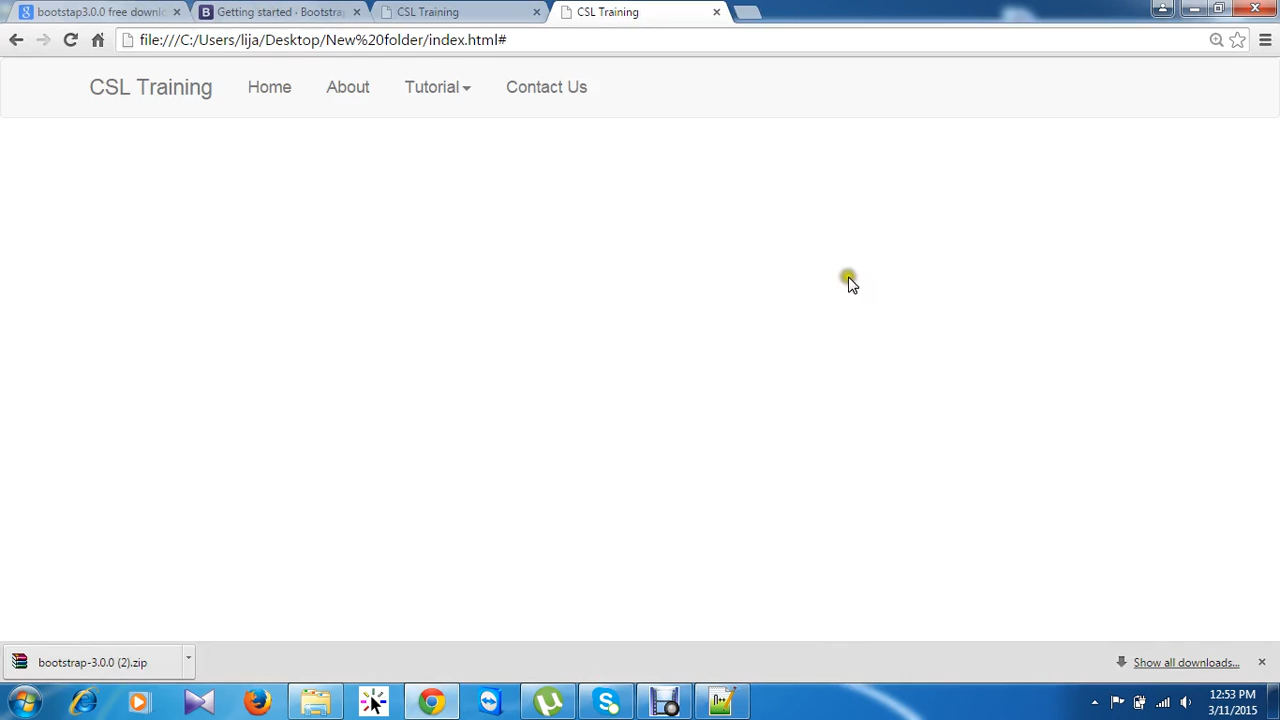 bootstap3.0.0 free downl
Getting started · Bootstrap
CSL Training
CSL Training
file:///C:/Users/lija/Desktop/New%20folder/index.html#
CSL Training Home About Tutorial Contact Us
bootstrap-3.0.0 (2).zip
Show all downloads...
12:53 PM
3/11/2015